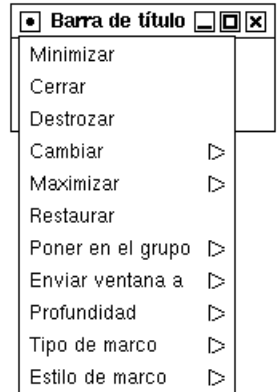 Barra de título
Minimizar
Cerrar
Destrozar
Cambiar
Maximizar
Restaurar
Poner en el grupo
Enviar ventana a
Profundidad
Tipo de marco
Estilo de marco